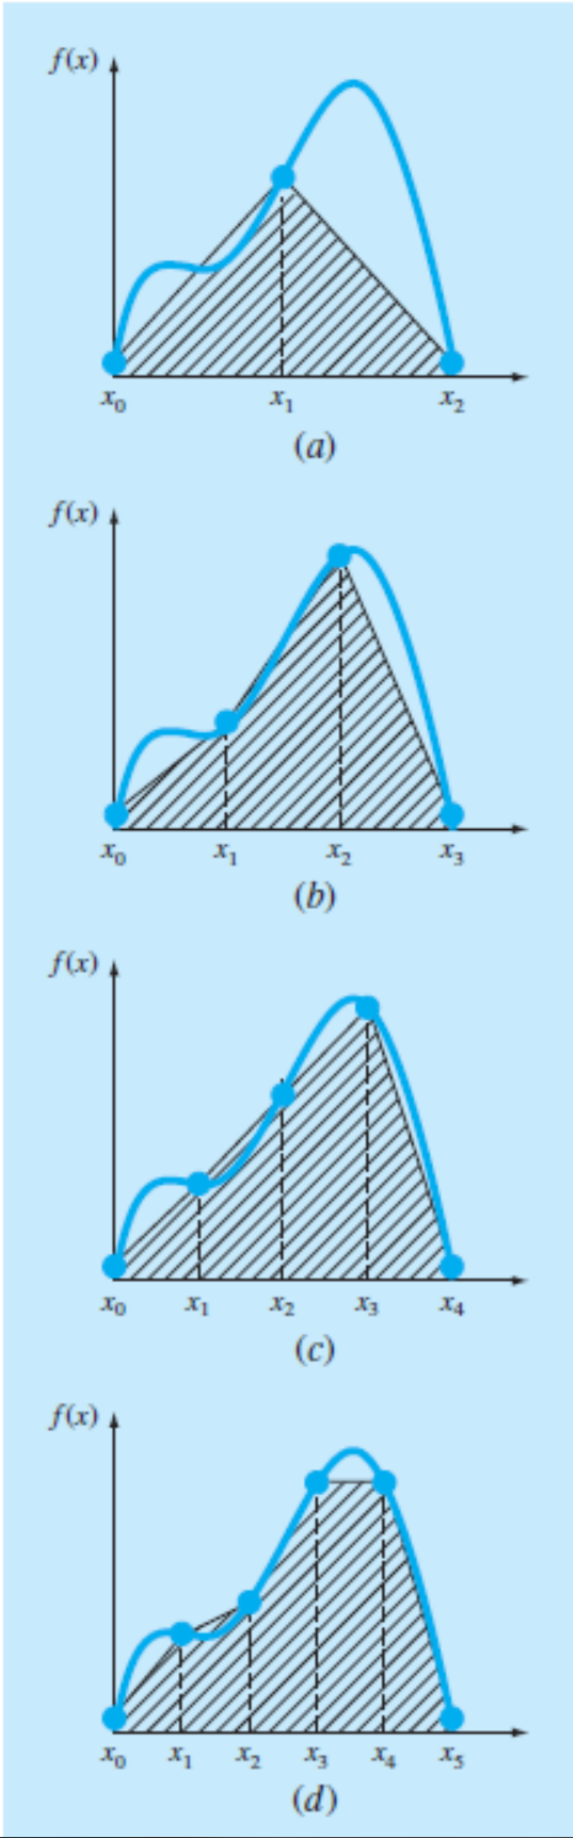 f(x)
x₀ x₁ x₂
(a)
f(x)
x₀ x₁ x₂ x₃
(b)
f(x)
x₀ x₁ x₂ x₃ x₄
(c)
f(x)
x₀ x₁ x₂ x₃ x₄ x₅
(d)